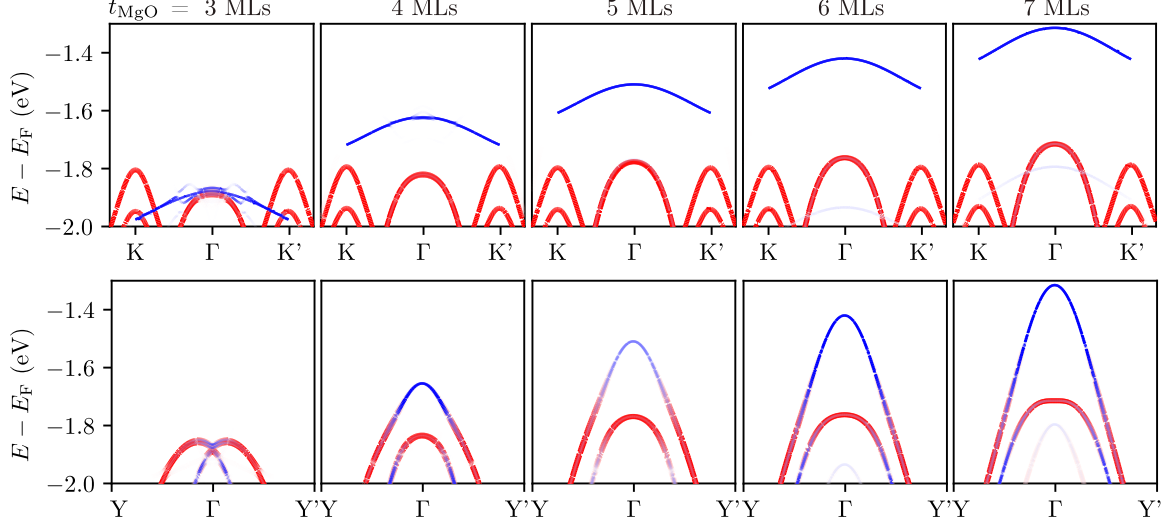 t_MgO = 3 MLs 4 MLs 5 MLs 6 MLs 7 MLs
E − E_F (eV)
−1.4
−1.6
−1.8
−2.0
K Γ K' K Γ K' K Γ K' K Γ K' K Γ K'
E − E_F (eV)
−1.4
−1.6
−1.8
−2.0
Y Γ Y'Y Γ Y'Y Γ Y'Y Γ Y'Y Γ Y'